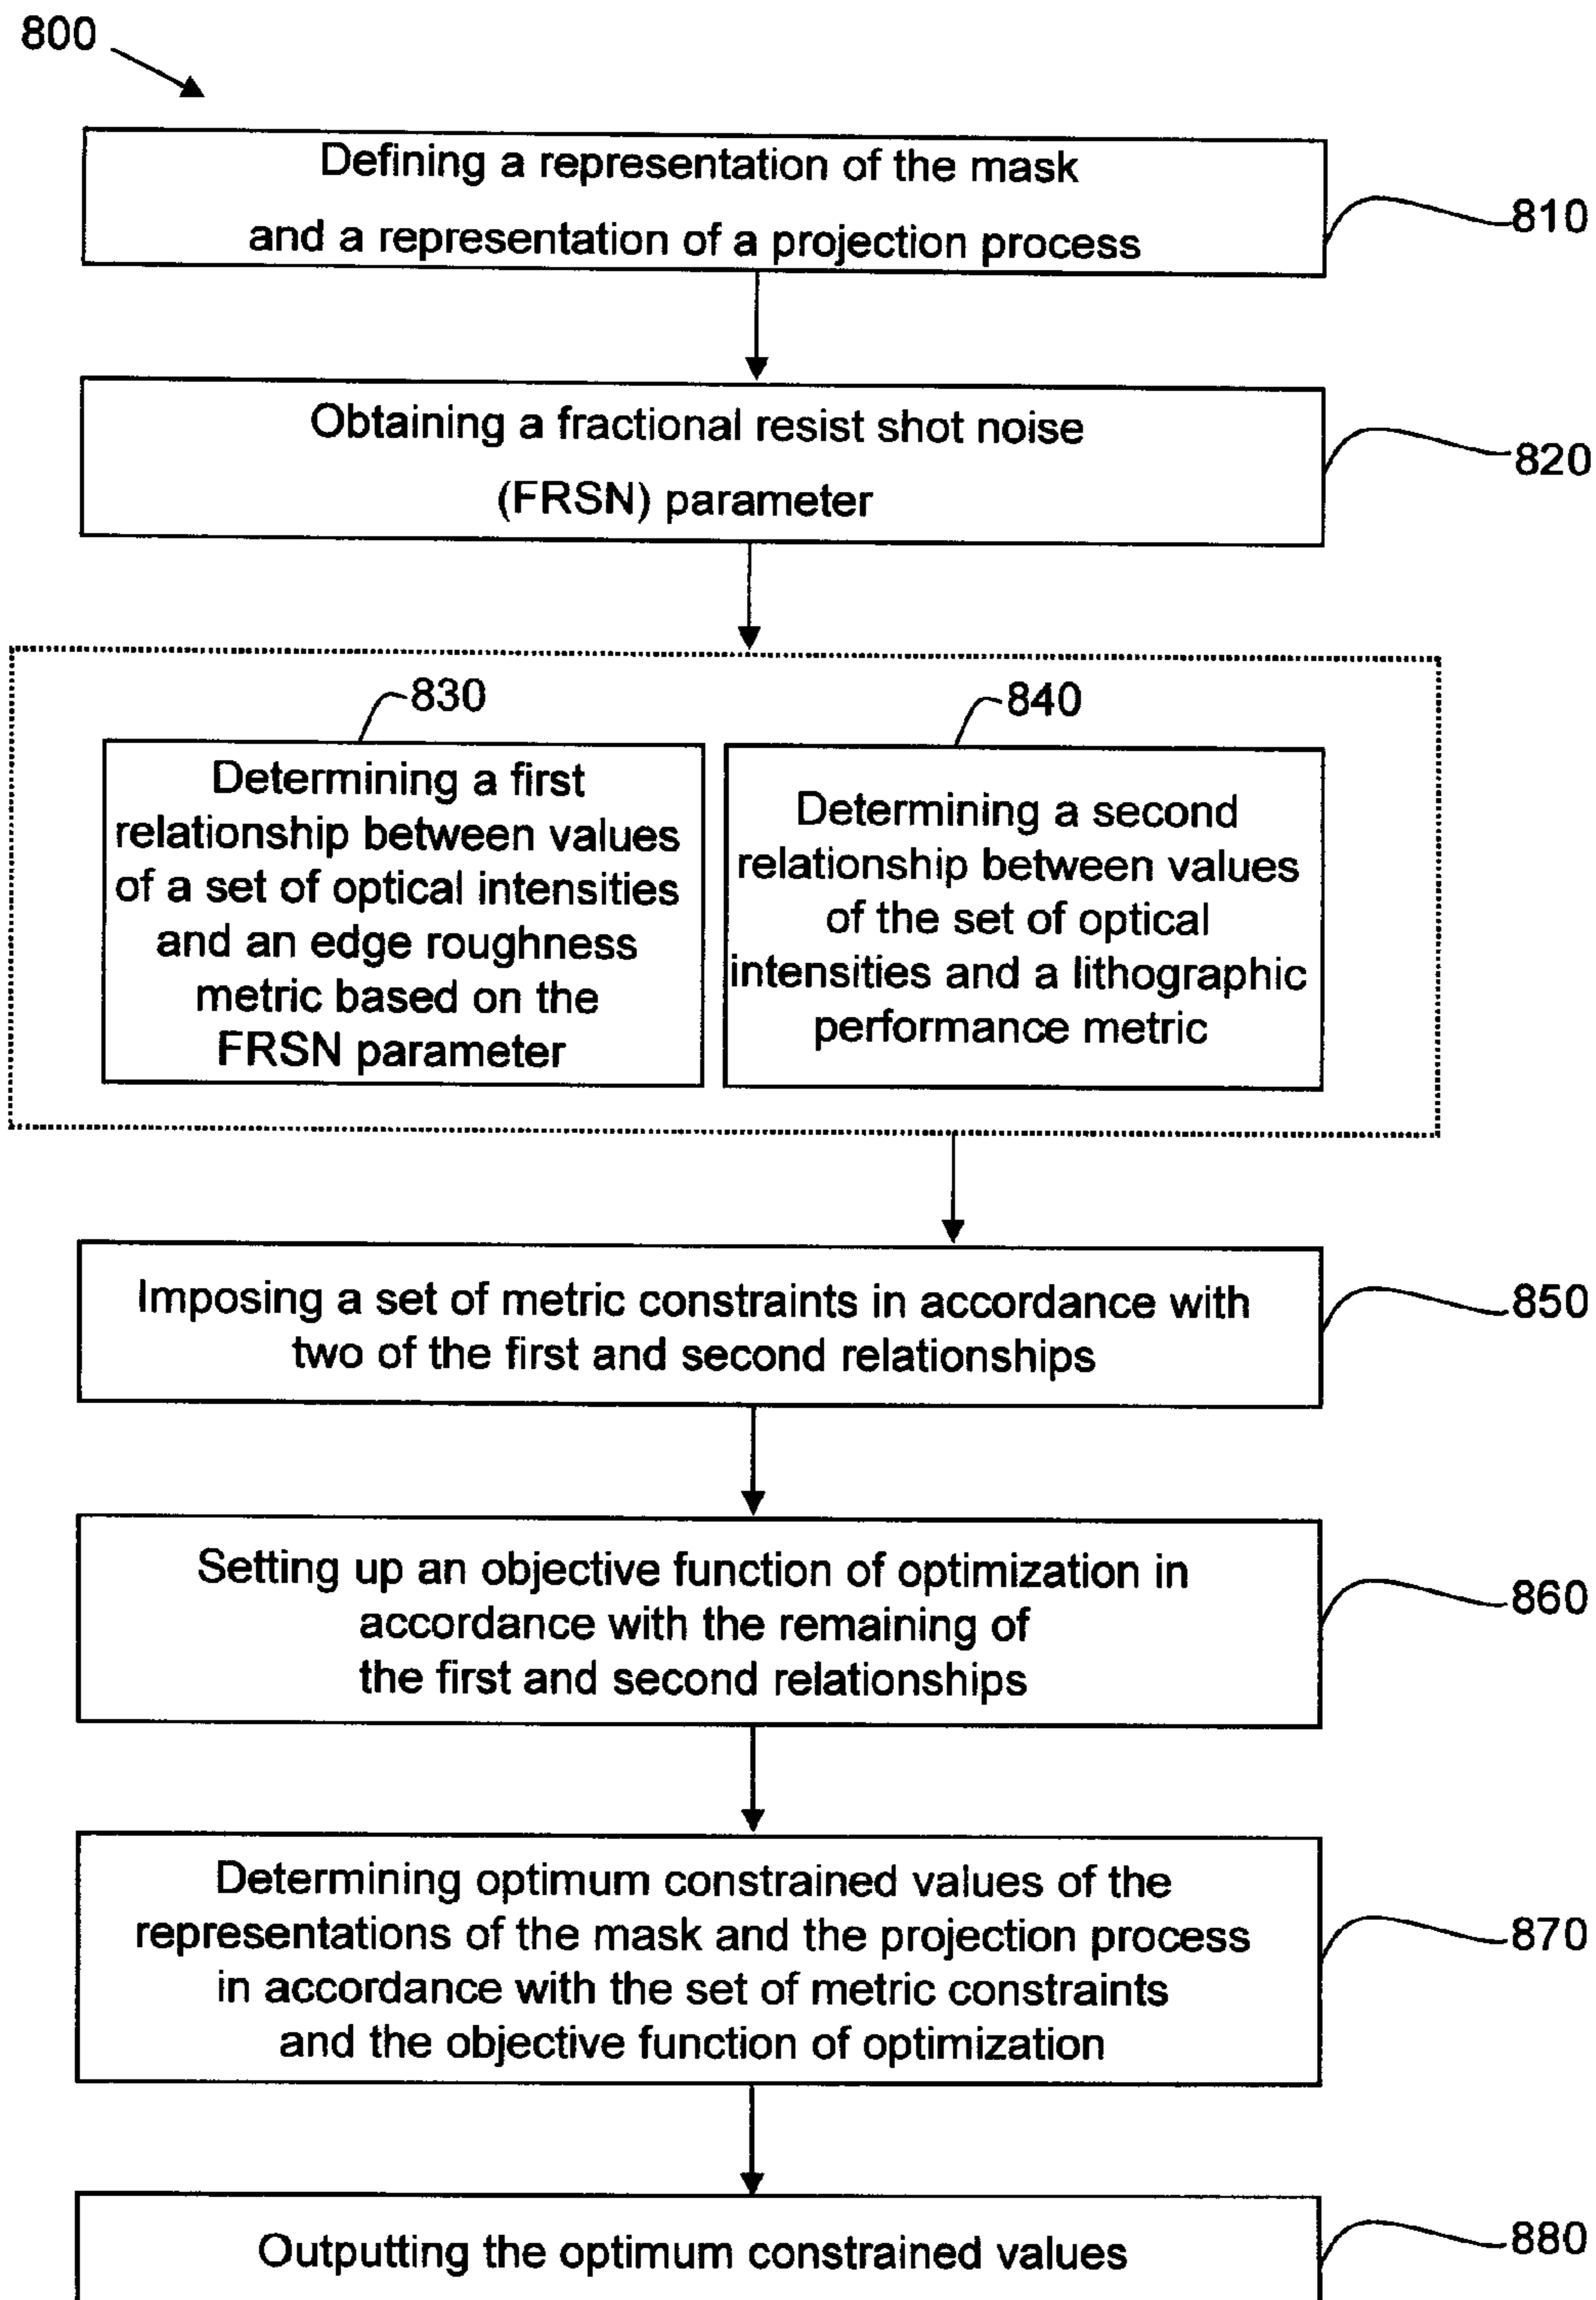 800
Defining a representation of the mask
and a representation of a projection process
810
Obtaining a fractional resist shot noise
(FRSN) parameter
820
830
Determining a first
relationship between values
of a set of optical intensities
and an edge roughness
metric based on the
FRSN parameter
840
Determining a second
relationship between values
of the set of optical
intensities and a lithographic
performance metric
Imposing a set of metric constraints in accordance with
two of the first and second relationships
850
Setting up an objective function of optimization in
accordance with the remaining of
the first and second relationships
860
Determining optimum constrained values of the
representations of the mask and the projection process
in accordance with the set of metric constraints
and the objective function of optimization
870
Outputting the optimum constrained values
880